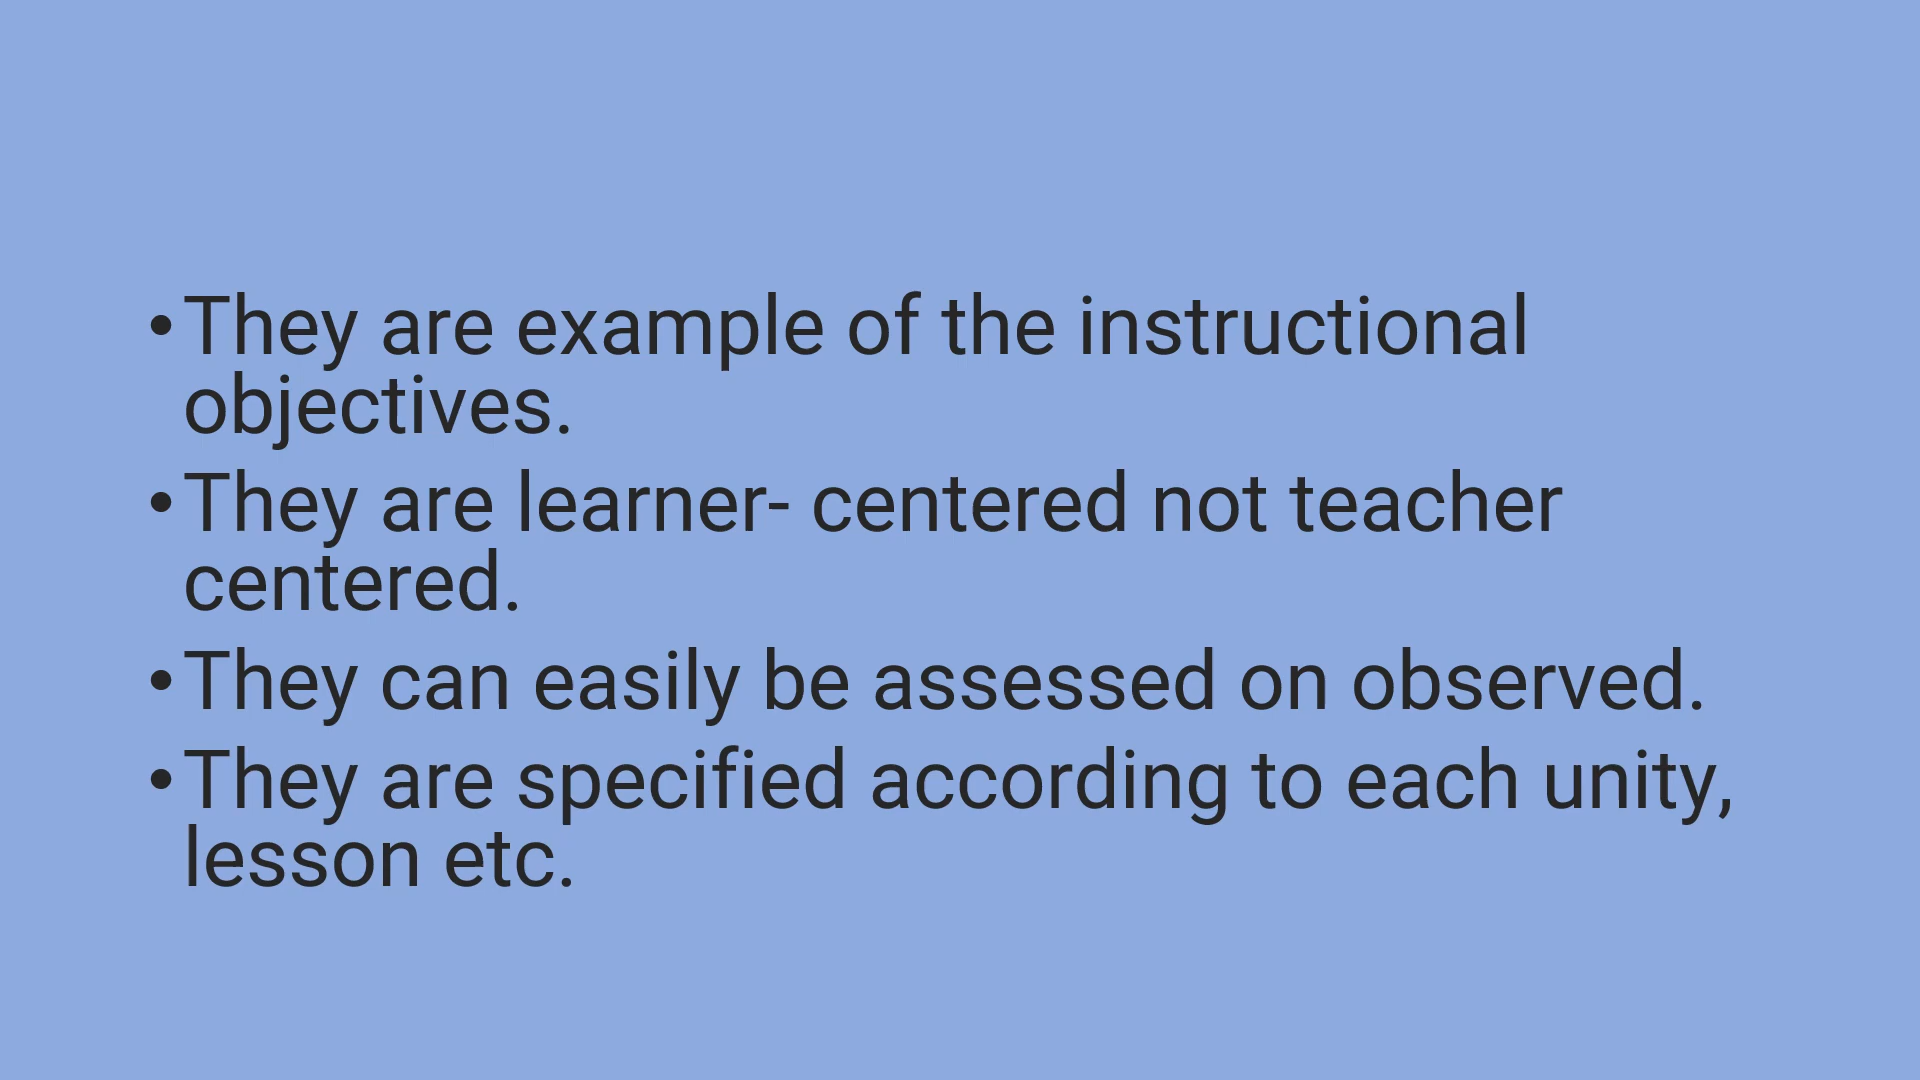 •They are example of the instructional
objectives.
•They are learner- centered not teacher
centered.
•They can easily be assessed on observed.
•They are specified according to each unity,
lesson etc.